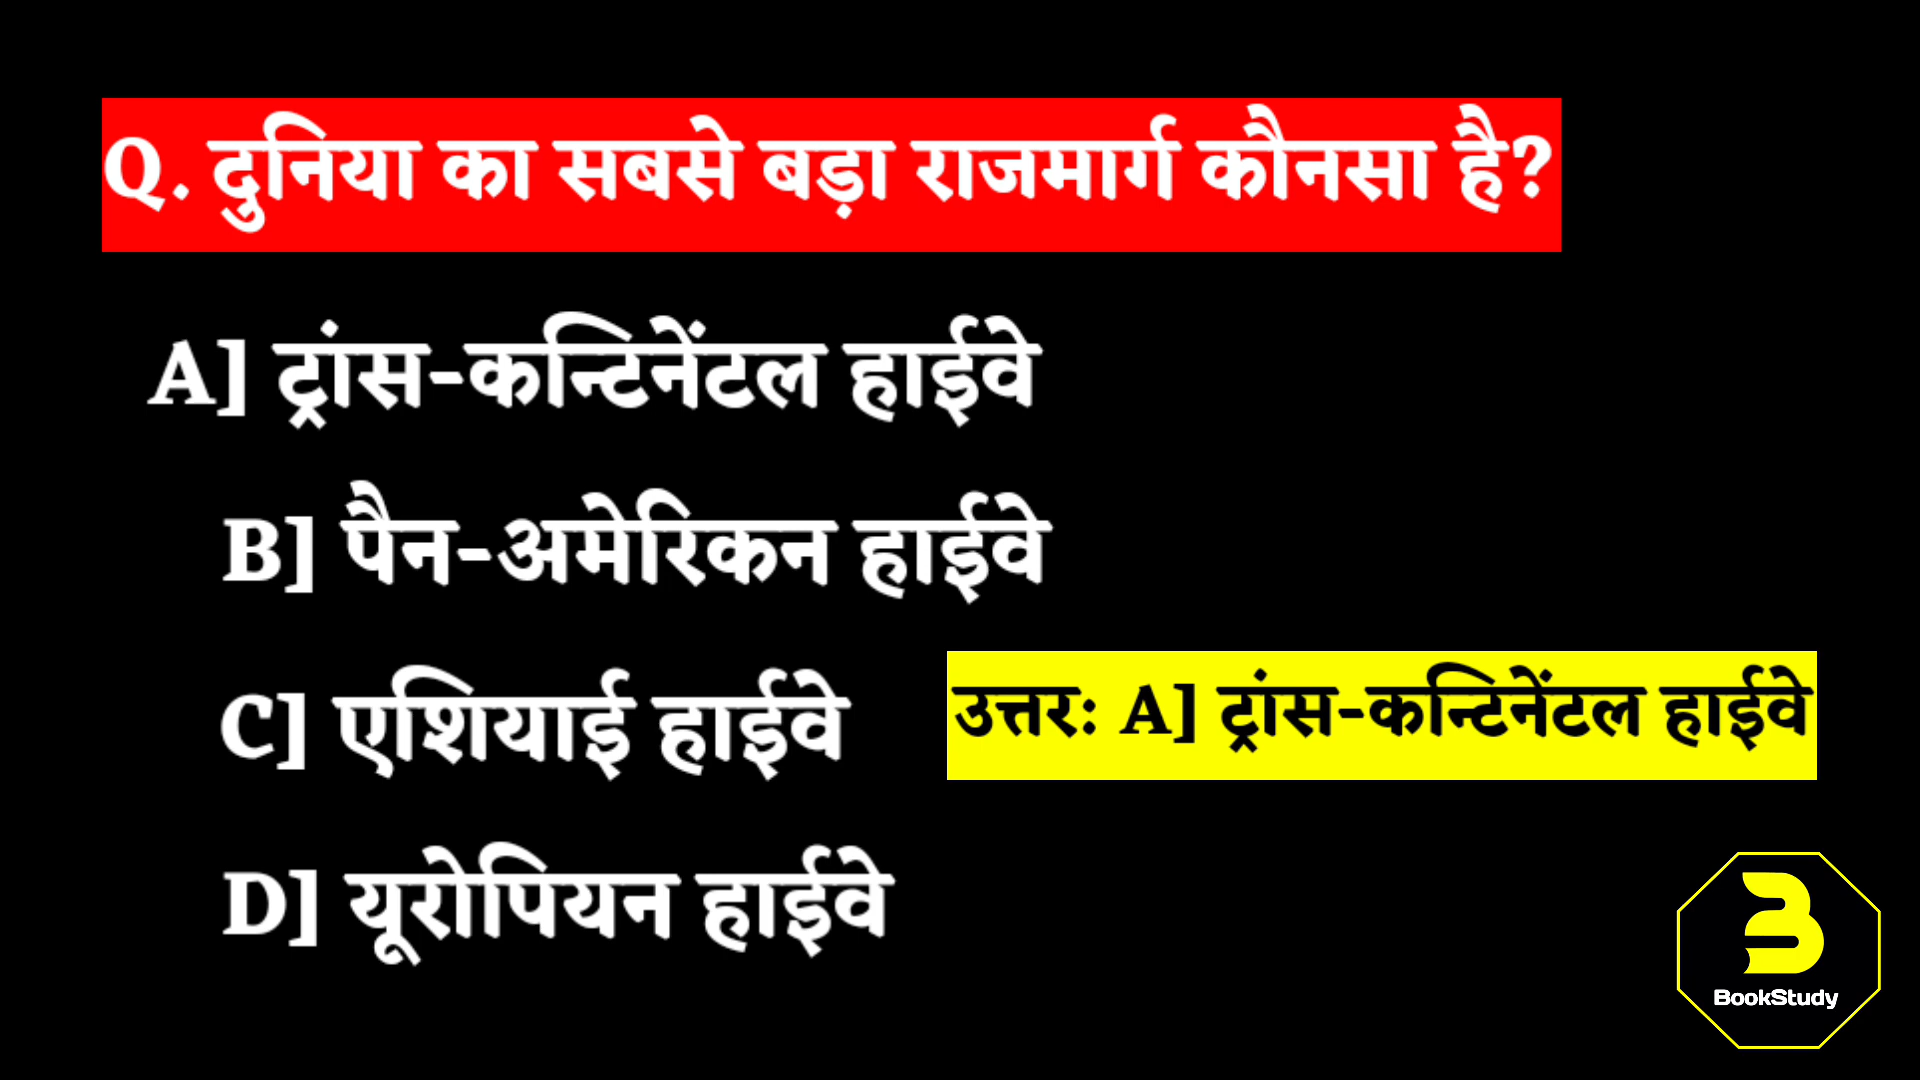 Q. दुनिया का सबसे बड़ा राजमार्ग कौनसा है?
A] ट्रांस-कन्टिनेंटल हाईवे
B] पैन-अमेरिकन हाईवे
C] एशियाई हाईवे
उत्तरः A] ट्रांस-कन्टिनेंटल हाईवे
D] यूरोपियन हाईवे
BookStudy